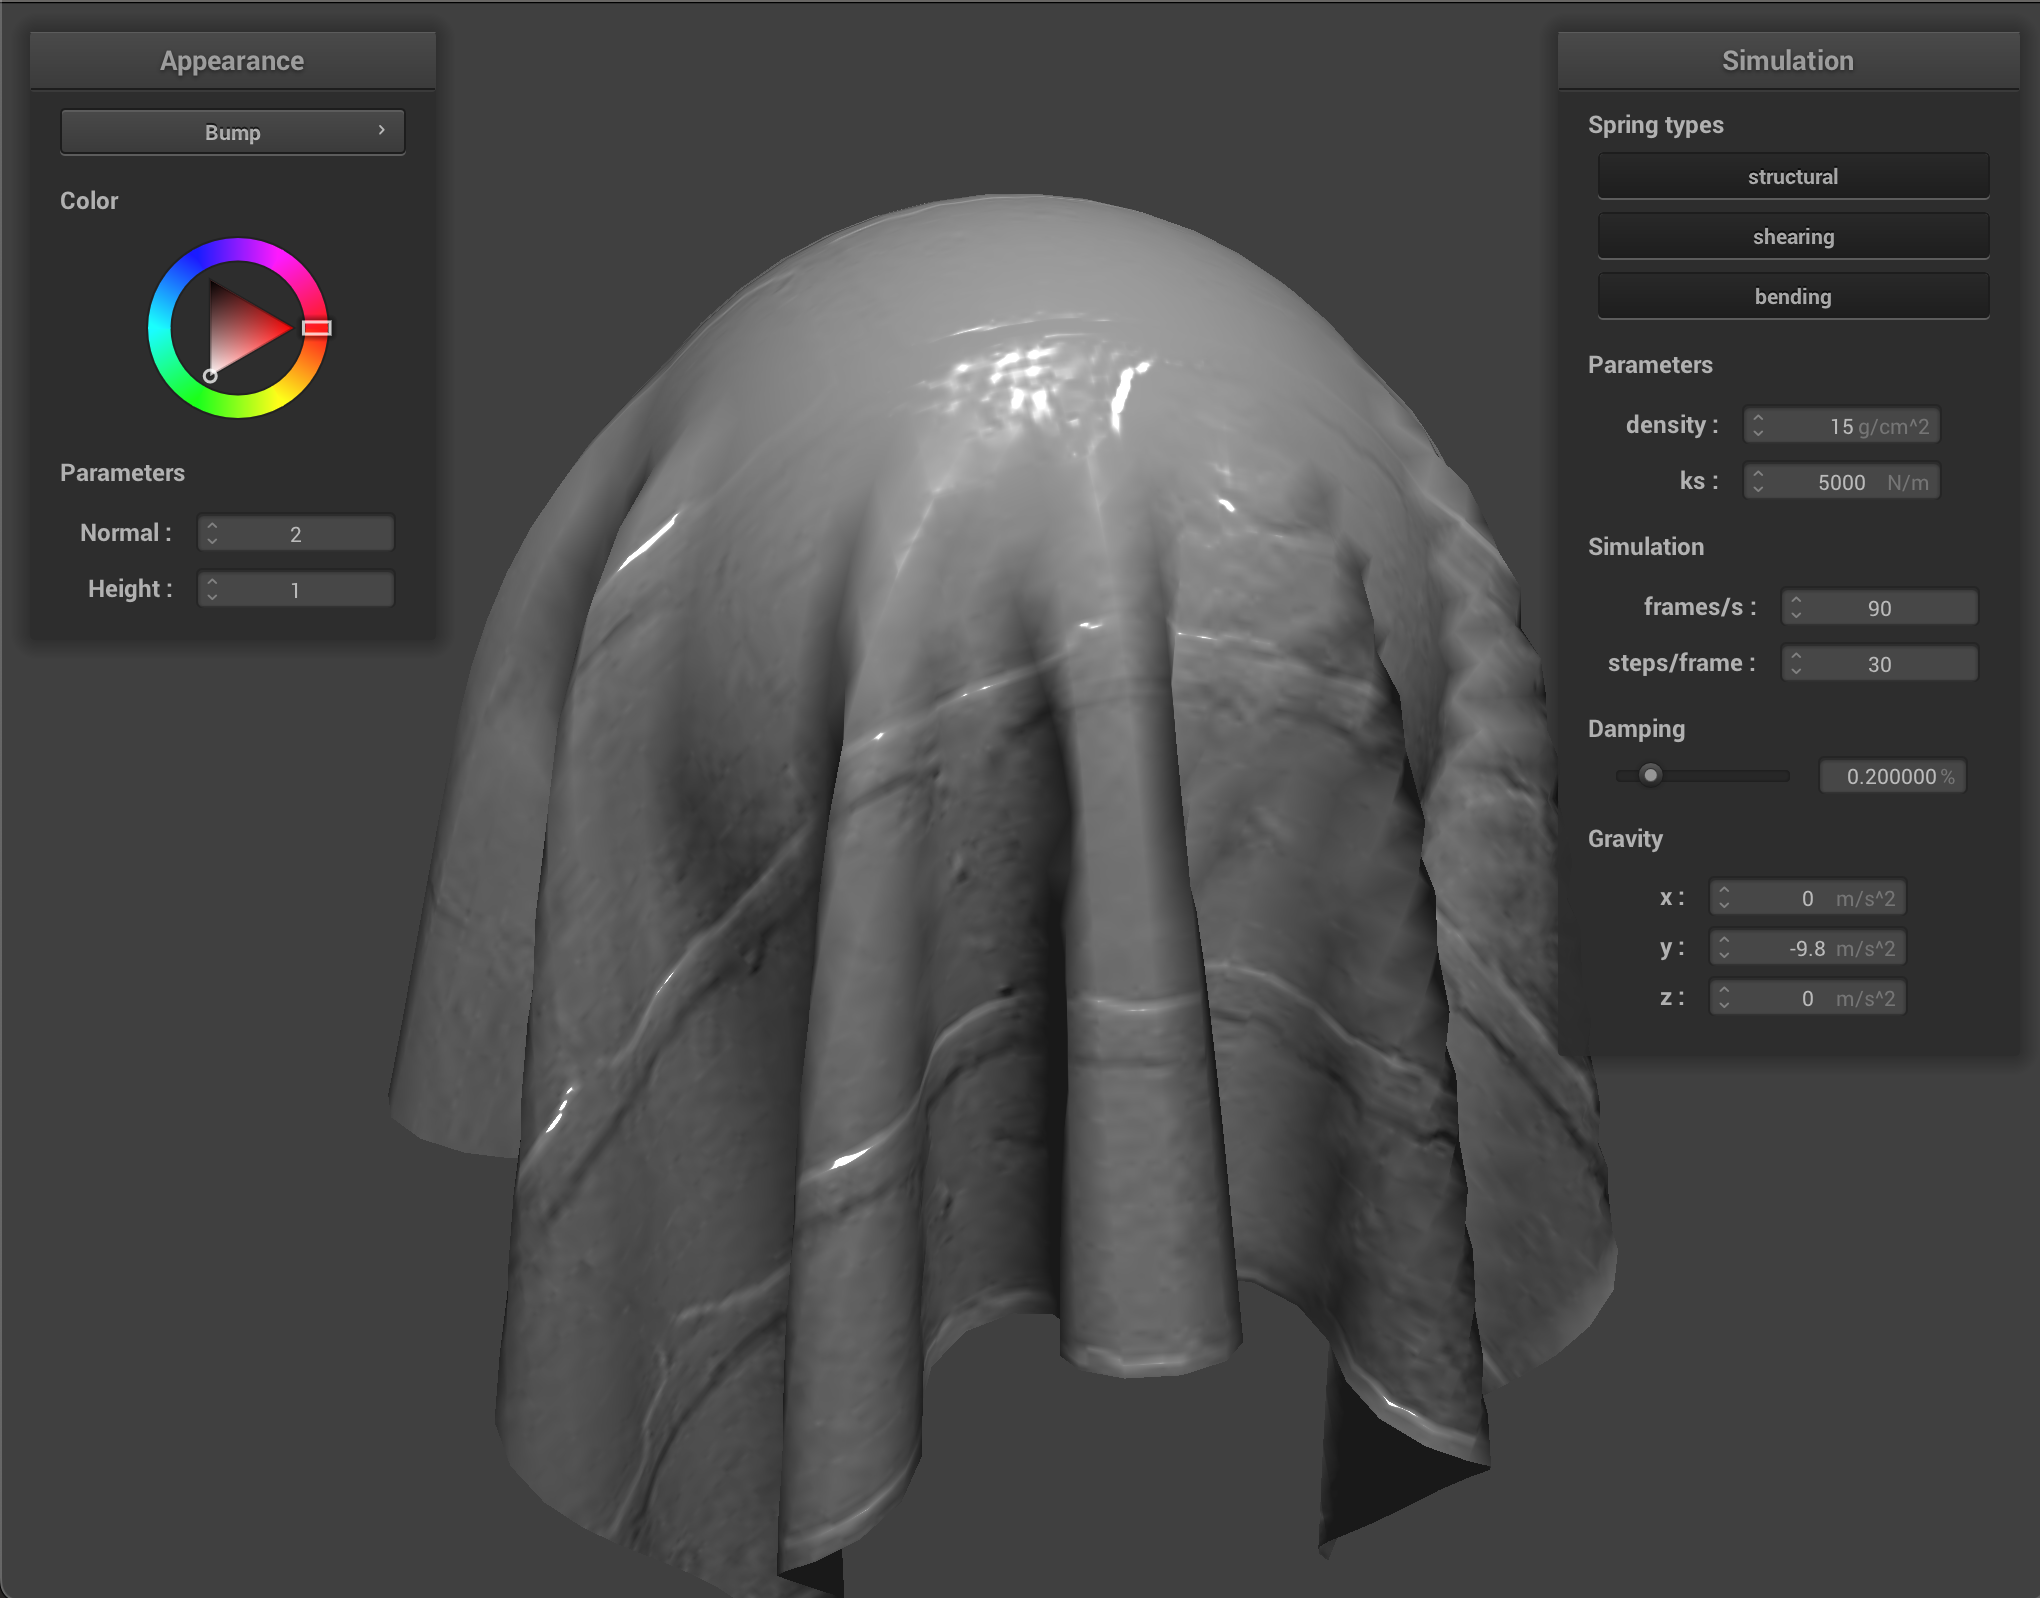 Appearance
Bump
Color
Parameters
Normal : 2
Height : 1
Simulation
Spring types
structural
shearing
bending
Parameters
density : 15 g/cm^2
ks : 5000 N/m
Simulation
frames/s : 90
steps/frame : 30
Damping
0.200000 %
Gravity
x : 0 m/s^2
y : -9.8 m/s^2
z : 0 m/s^2